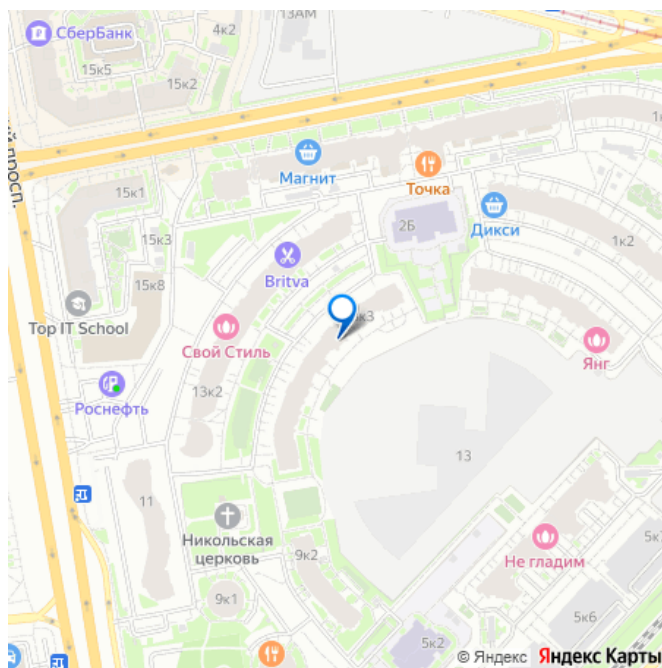 13АМ
СберБанк
4к2
15к5
15к2
ий просп.
Магнит
Точка
15к1
2Б
Дикси
15к3
1к2
Britva
15к8
к3
Top IT School
Свой Стиль
Янг
Роснефть
13к2
13
11
Никольская
церковь
9к2
Не гладим
5к6
9к1
5к2
© Яндекс Яндекс Карты